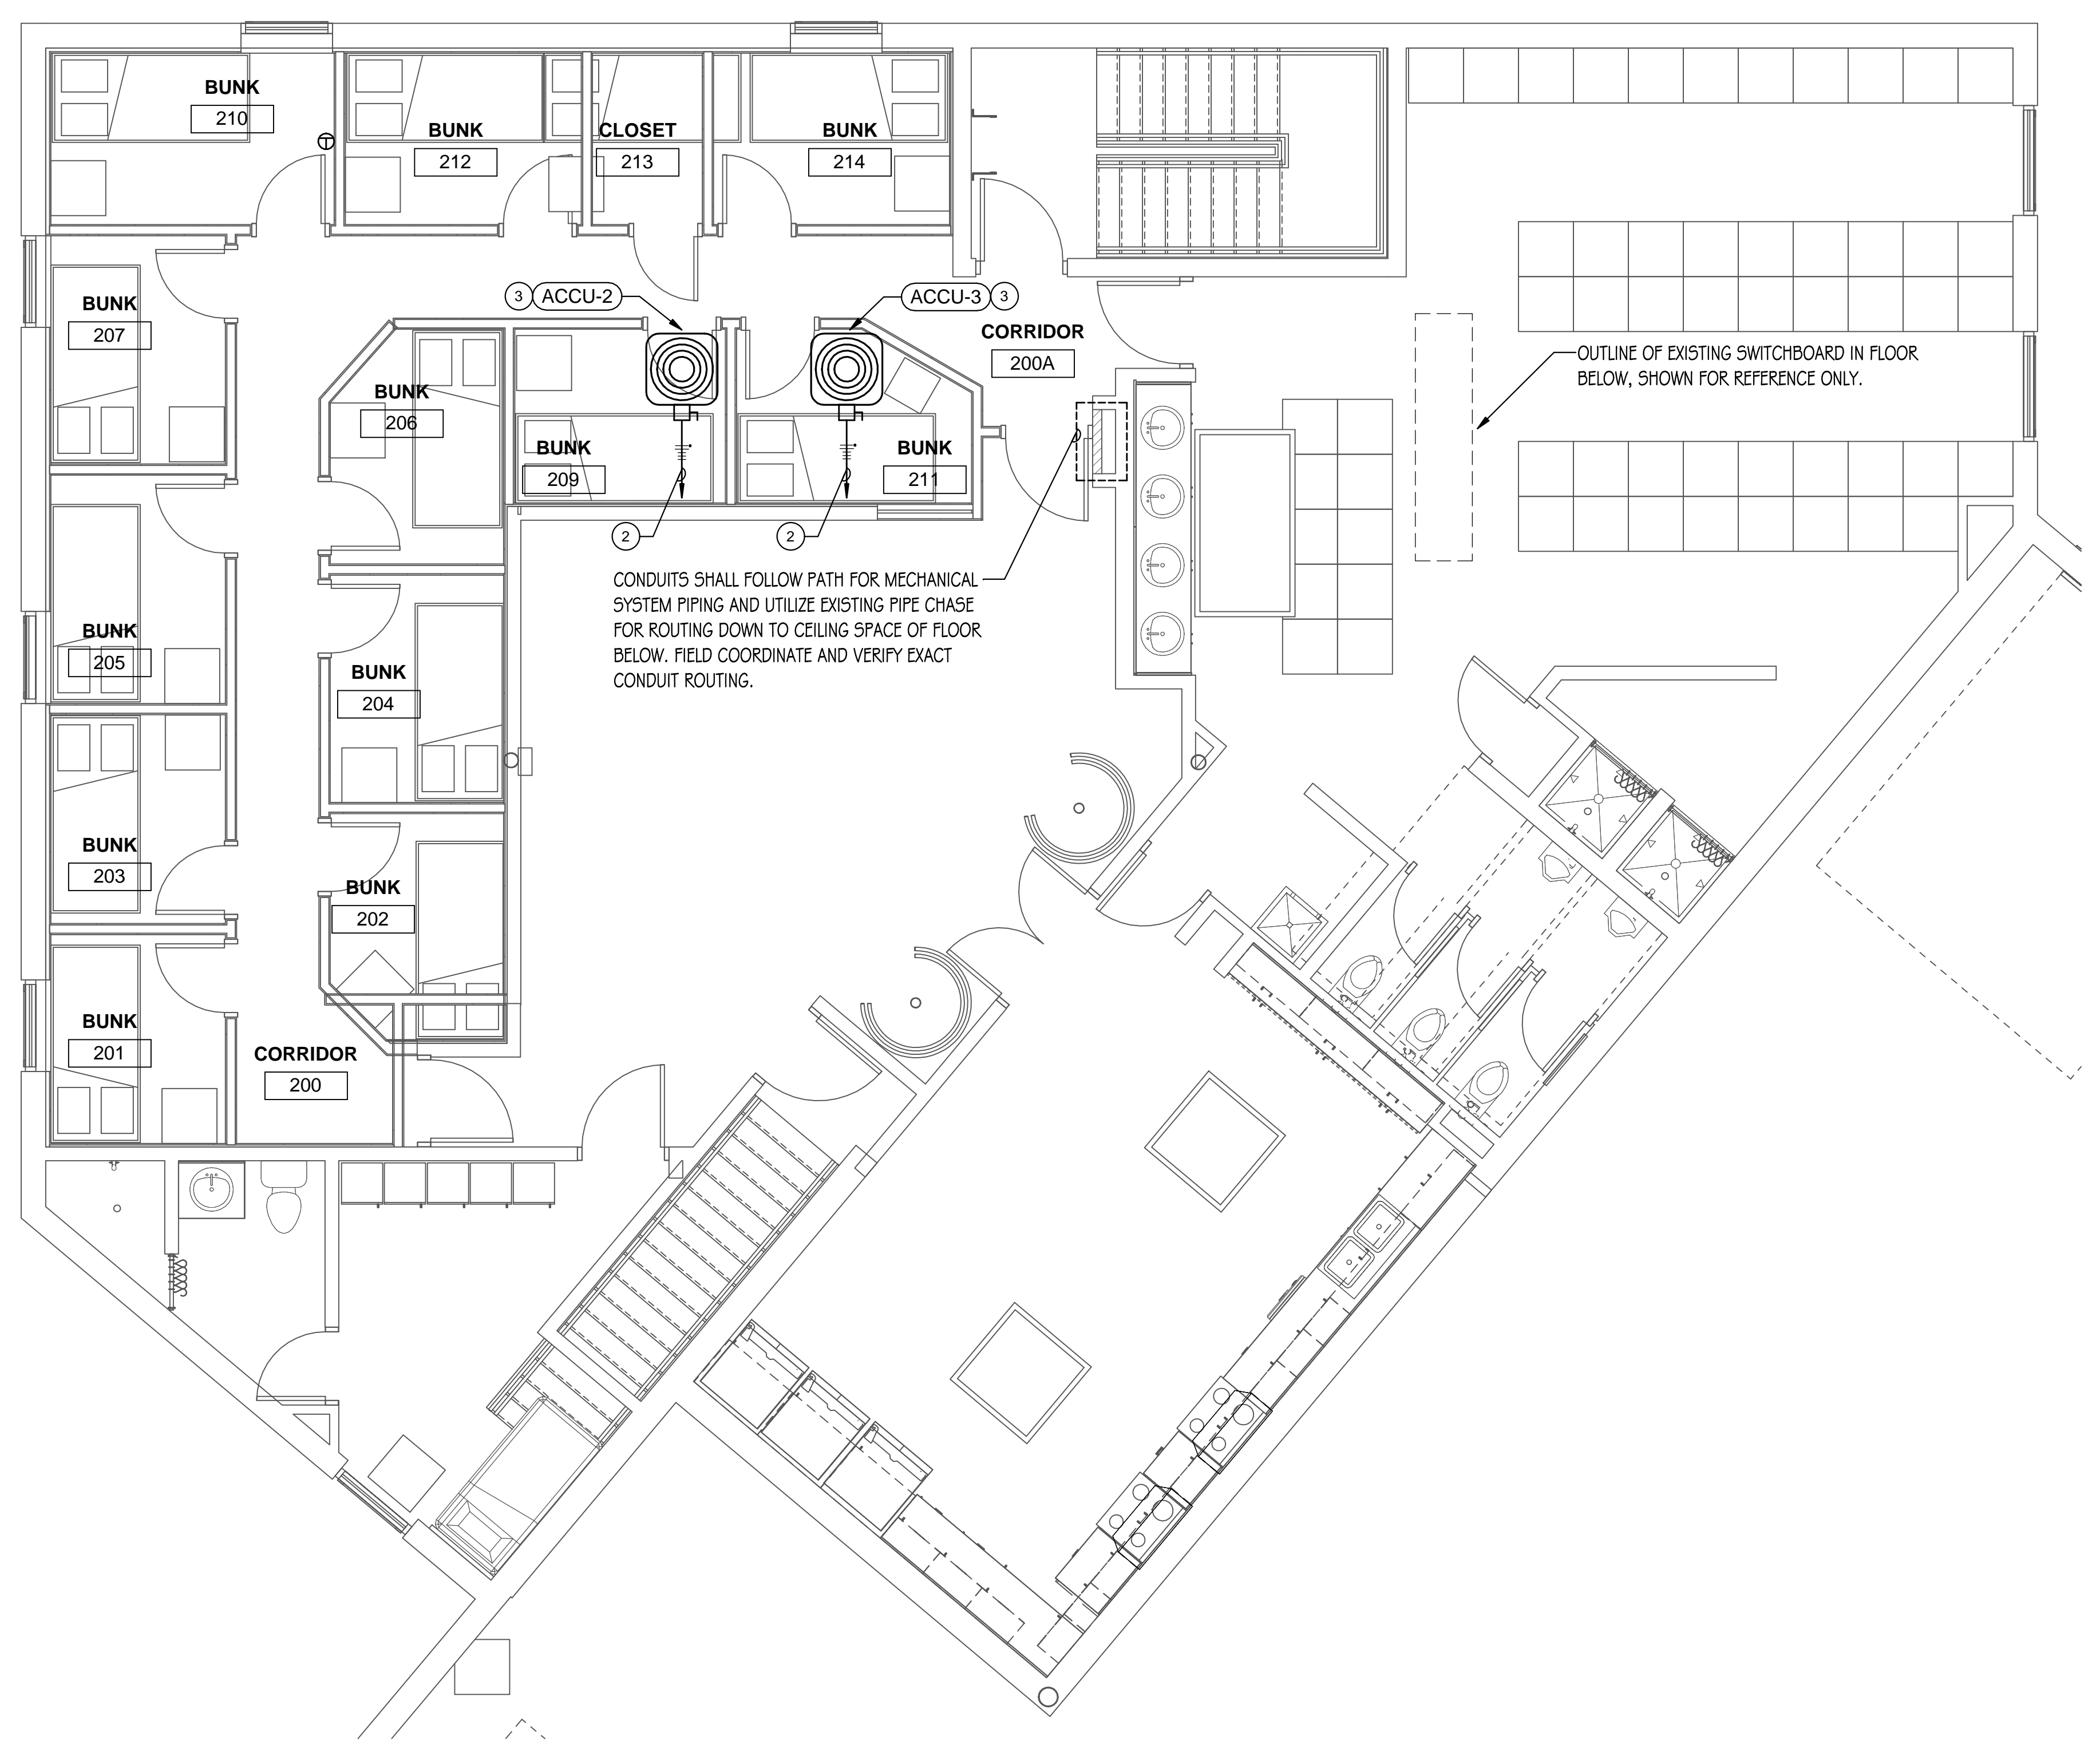 BUNK
210
BUNK
212
CLOSET
213
BUNK
214
BUNK
207
3 ACCU-2
ACCU-3 3
CORRIDOR
200A
OUTLINE OF EXISTING SWITCHBOARD IN FLOOR
BELOW, SHOWN FOR REFERENCE ONLY.
BUNK
206
BUNK
209
BUNK
211
2
2
CONDUITS SHALL FOLLOW PATH FOR MECHANICAL
SYSTEM PIPING AND UTILIZE EXISTING PIPE CHASE
FOR ROUTING DOWN TO CEILING SPACE OF FLOOR
BELOW. FIELD COORDINATE AND VERIFY EXACT
CONDUIT ROUTING.
BUNK
205
BUNK
204
BUNK
203
BUNK
202
BUNK
201
CORRIDOR
200